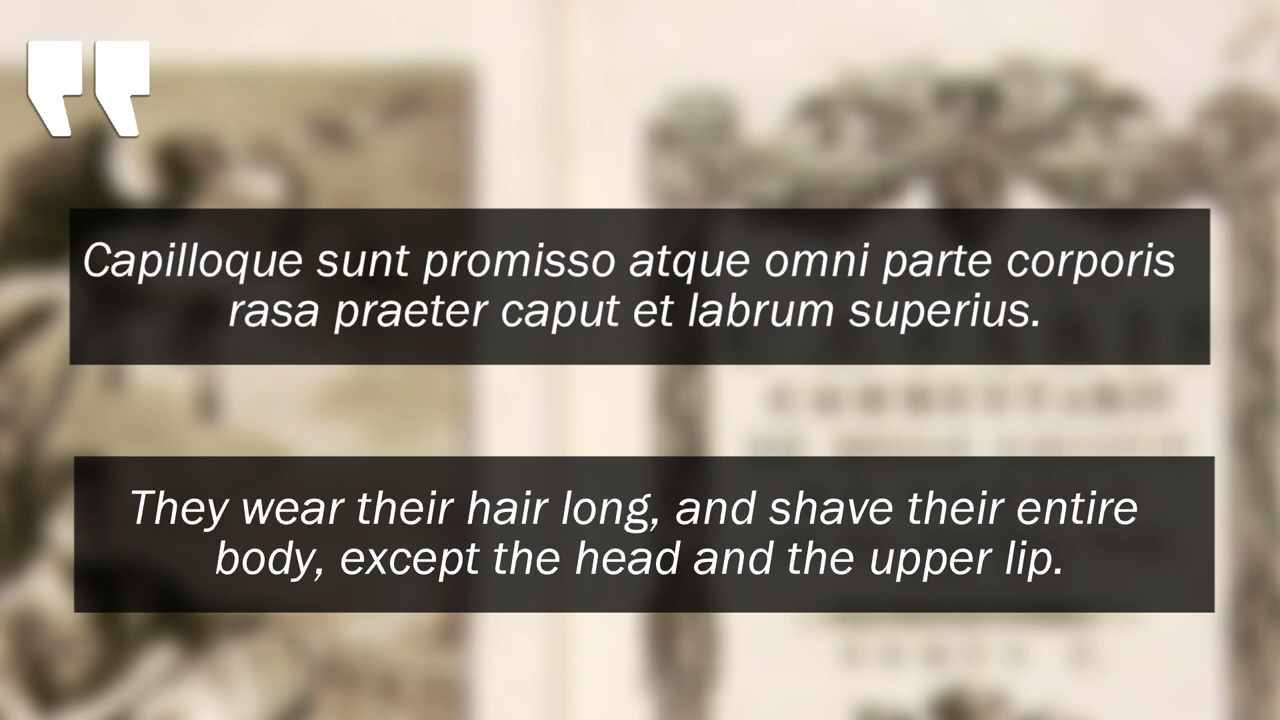 Capilloque sunt promisso atque omni parte corporis
rasa praeter caput et labrum superius.
They wear their hair long, and shave their entire
body, except the head and the upper lip.